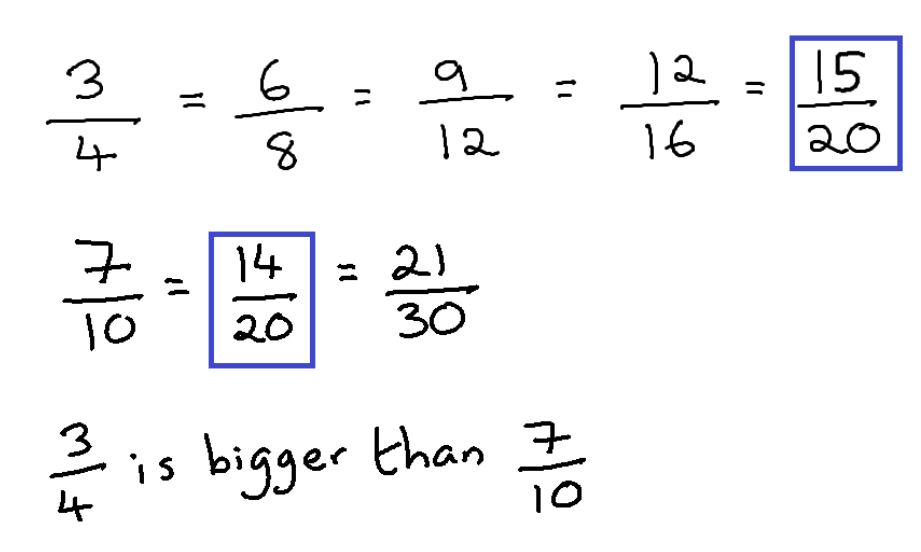 3/4 = 6/8 = 9/12 = 12/16 = 15/20
7/10 = 14/20 = 21/30
3/4 is bigger than 7/10